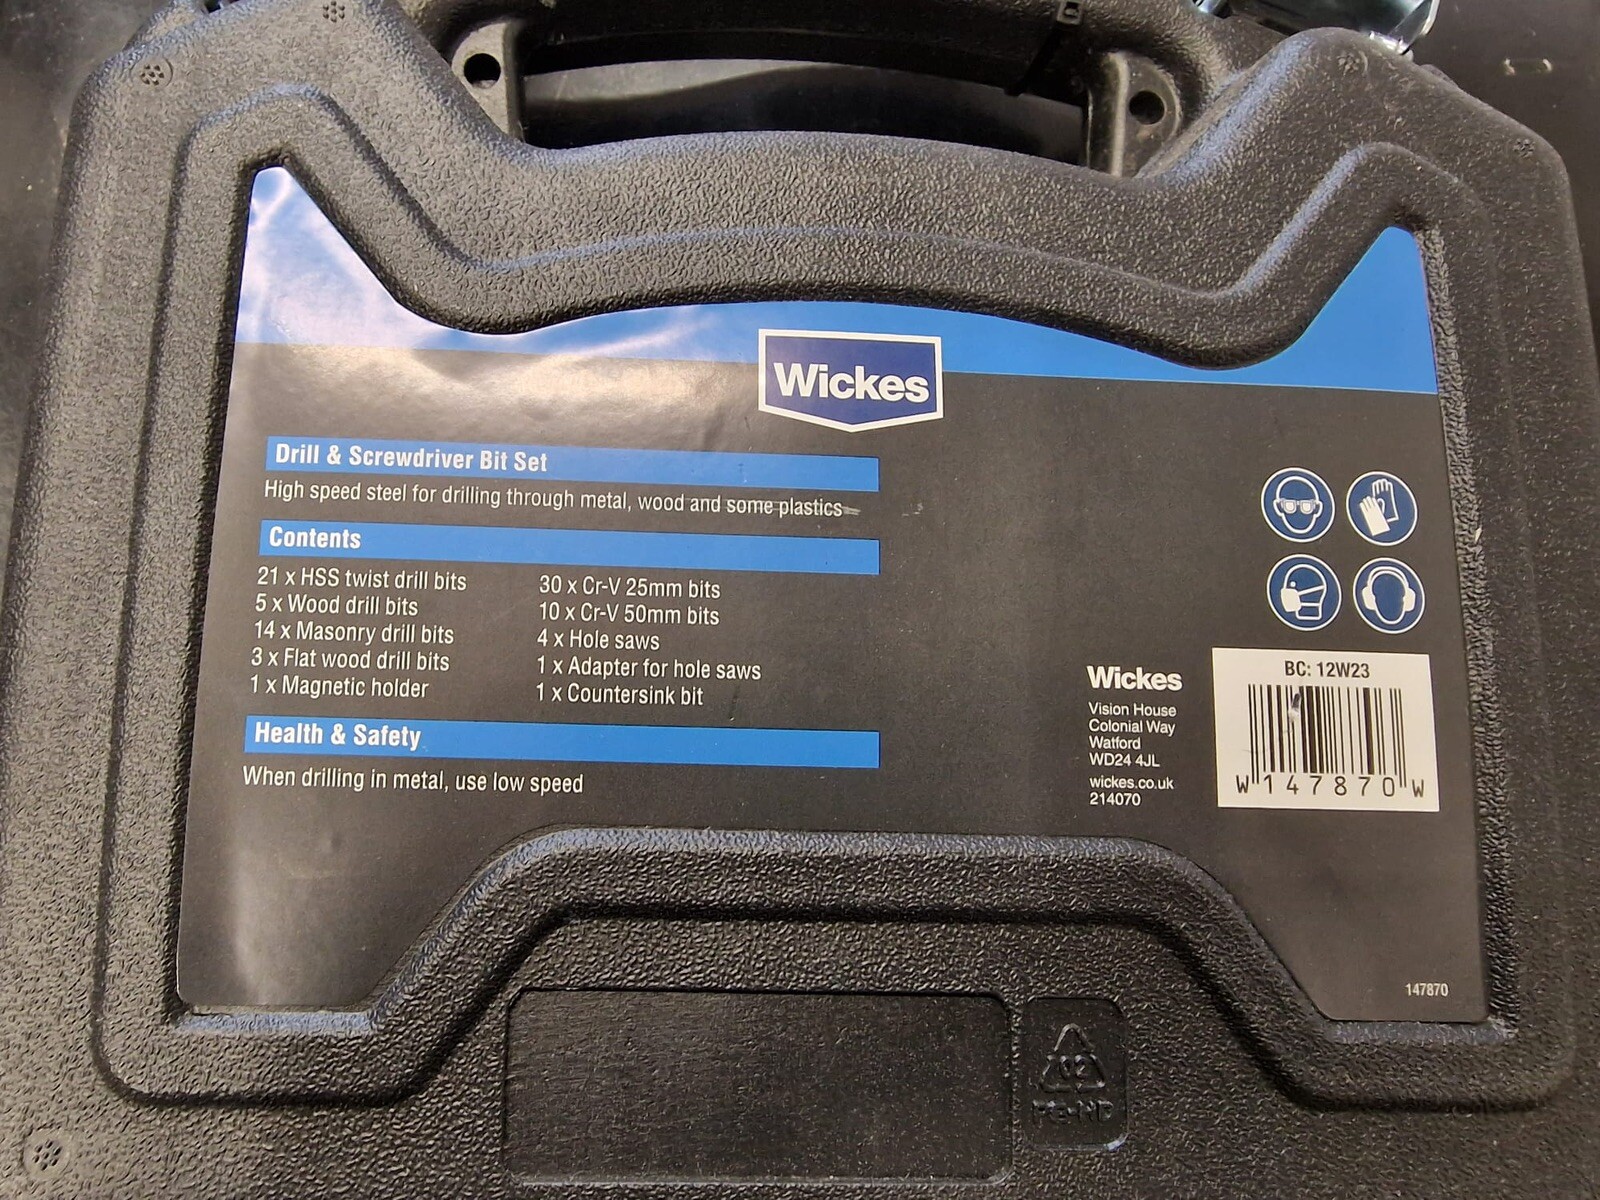 Wickes
Drill & Screwdriver Bit Set
High speed steel for drilling through metal, wood and some plastics
Contents
21 x HSS twist drill bits
5 x Wood drill bits
14 x Masonry drill bits
3 x Flat wood drill bits
1 x Magnetic holder
30 x Cr-V 25mm bits
10 x Cr-V 50mm bits
4 x Hole saws
1 x Adapter for hole saws
1 x Countersink bit
Health & Safety
When drilling in metal, use low speed
Wickes
Vision House
Colonial Way
Watford
WD24 4JL
wickes.co.uk
214070
BC: 12W23
W"147870"W
147870
02
PE-HD